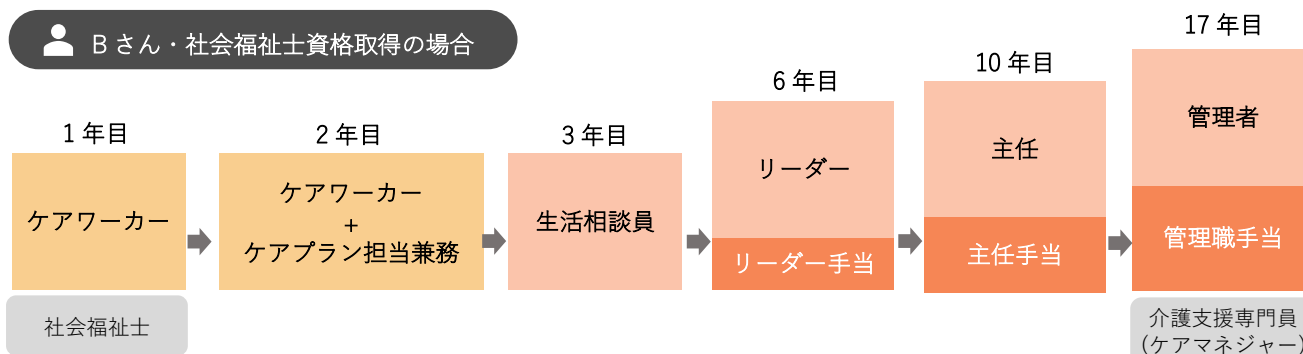 Bさん・社会福祉士資格取得の場合
1年目
ケアワーカー
社会福祉士
2年目
ケアワーカー
+
ケアプラン担当兼務
3年目
生活相談員
6年目
リーダー
リーダー手当
10年目
主任
主任手当
17年目
管理者
管理職手当
介護支援専門員
(ケアマネジャー)